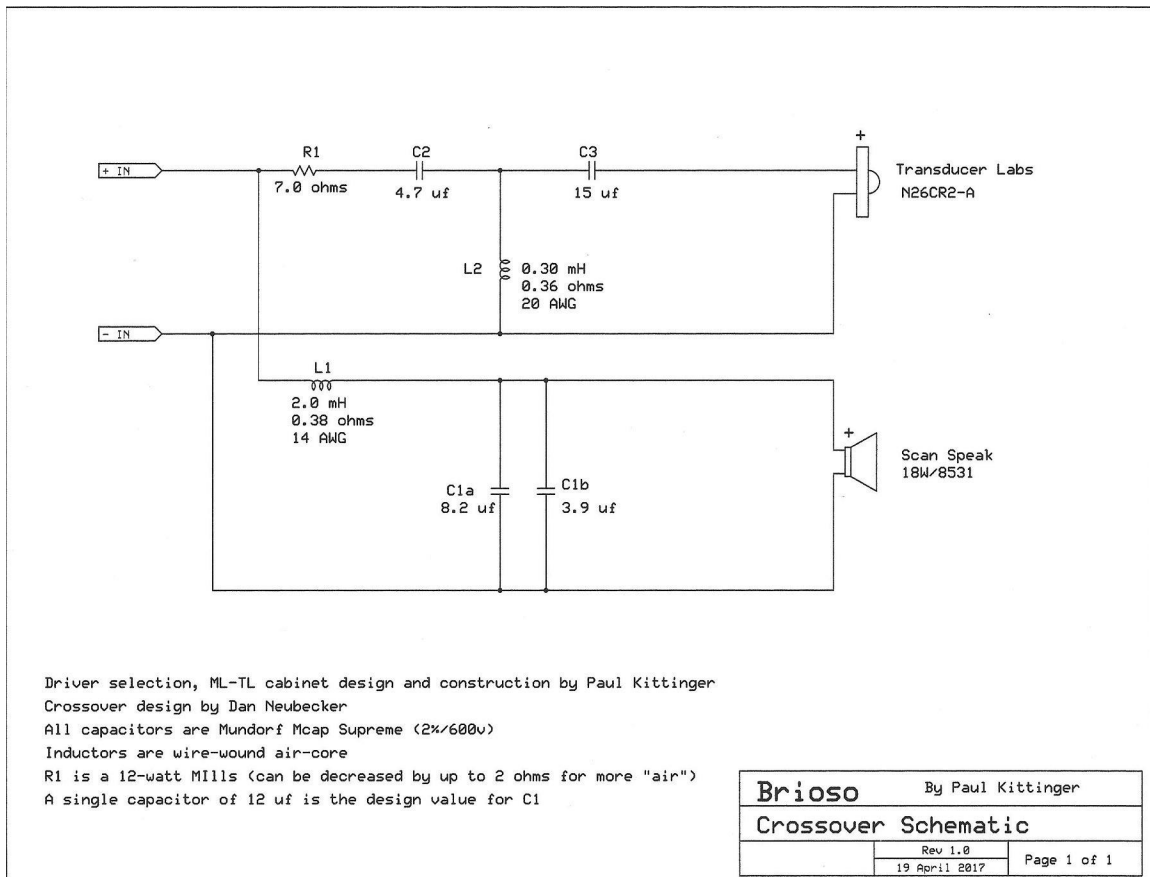 + IN
R1
7.0 ohms
C2
4.7 uf
C3
15 uf
+
Transducer Labs
N26CR2-A
L2
0.30 mH
0.36 ohms
20 AWG
- IN
L1
2.0 mH
0.38 ohms
14 AWG
C1a
8.2 uf
C1b
3.9 uf
+
Scan Speak
18W/8531
Driver selection, ML-TL cabinet design and construction by Paul Kittinger
Crossover design by Dan Neubecker
All capacitors are Mundorf Mcap Supreme (2%/600v)
Inductors are wire-wound air-core
R1 is a 12-watt MIlls (can be decreased by up to 2 ohms for more "air")
A single capacitor of 12 uf is the design value for C1
Brioso By Paul Kittinger
Crossover Schematic
Rev 1.0
19 April 2017
Page 1 of 1